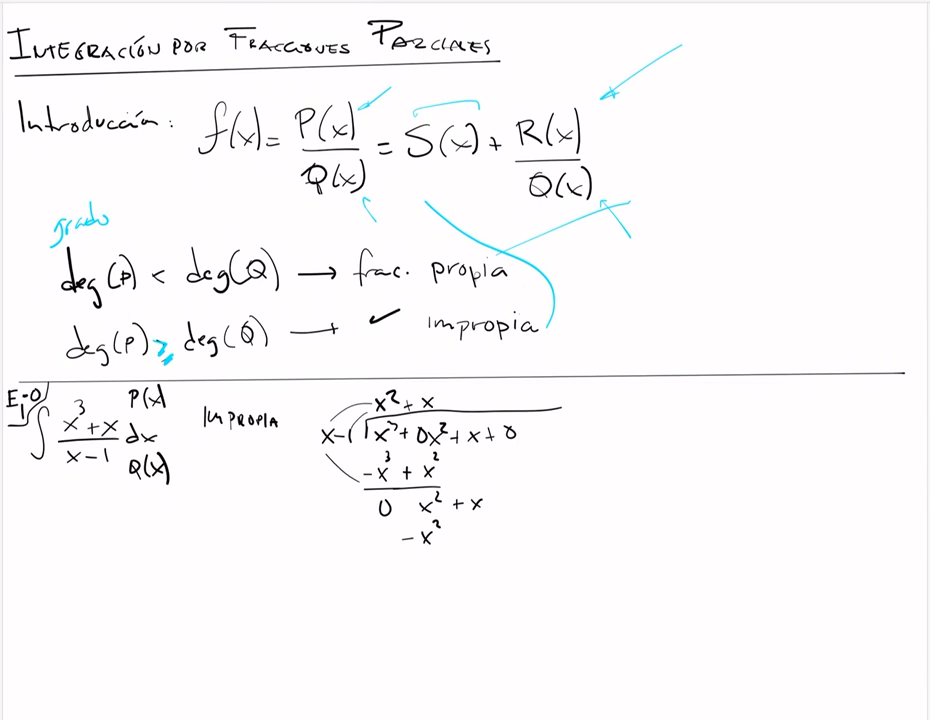 INTEGRACIÓN POR FRACCIONES PARCIALES
Introducción: f(x) = P(x)/Q(x) = S(x) + R(x)/Q(x)
grado
deg(P) < deg(Q) → frac. propia
deg(P) ≥ deg(Q) → ✓ impropia
E-01
∫ (x³+x)/(x-1) dx P(x) Q(x) IMPROPIA
x² + x
x-1 x³ + 0x² + x + 0
-x³ + x²
0 x² + x
-x²